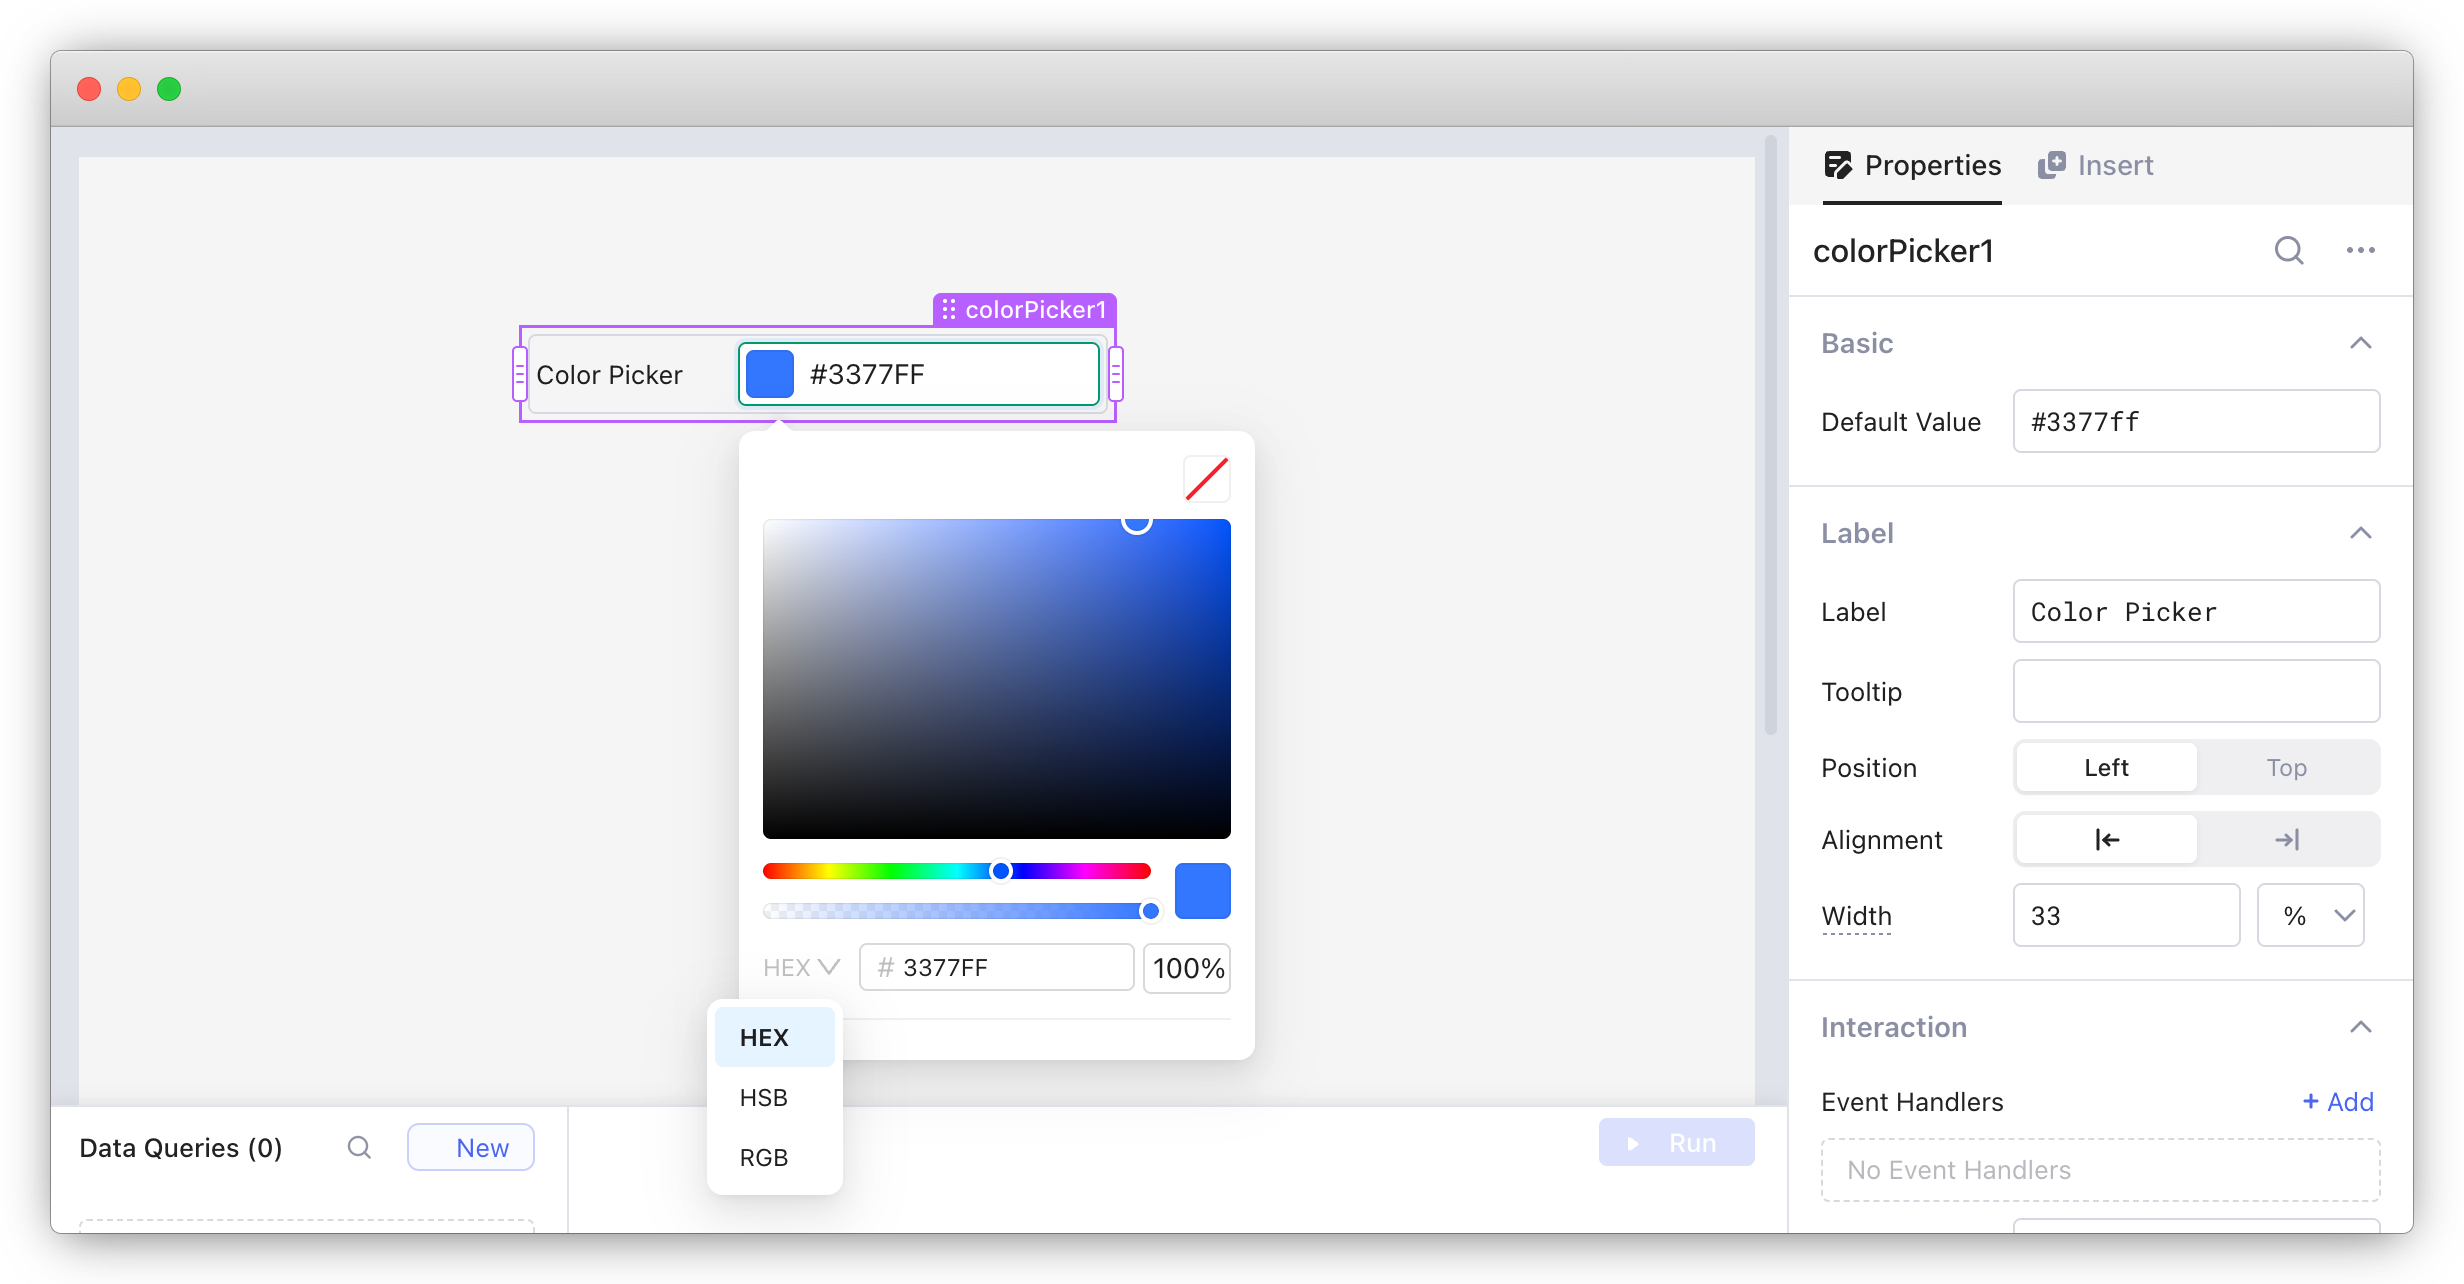 Properties
Insert
colorPicker1
colorPicker1
Color Picker
#3377FF
Basic
Default Value
#3377ff
Label
Label
Color Picker
Tooltip
Position
Left
Top
Alignment
Width
33
%
HEX
# 3377FF
100%
HEX
HSB
RGB
Interaction
Event Handlers
+ Add
No Event Handlers
Data Queries (0)
New
Run